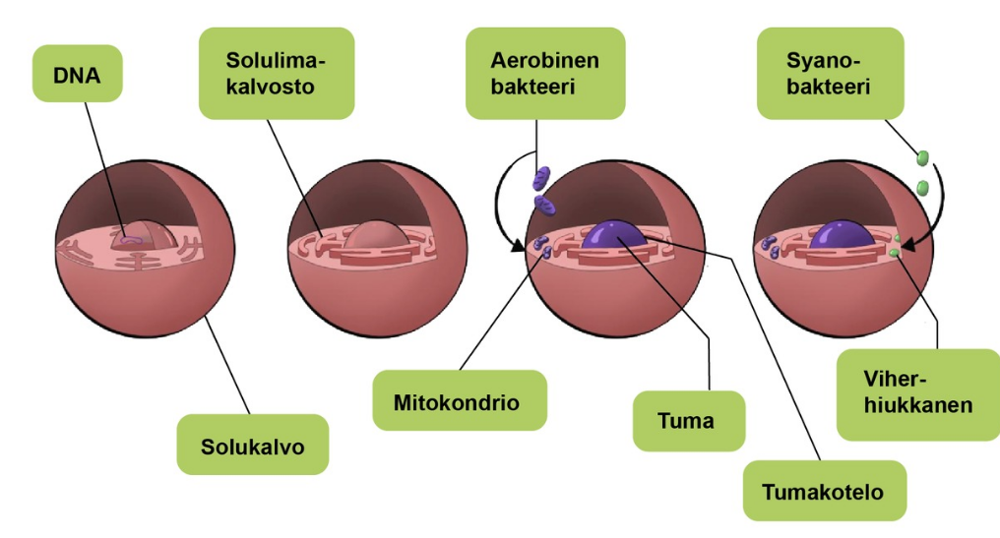 DNA
Solulima-
kalvosto
Aerobinen
bakteeri
Syano-
bakteeri
Mitokondrio
Solukalvo
Tuma
Viher-
hiukkanen
Tumakotelo